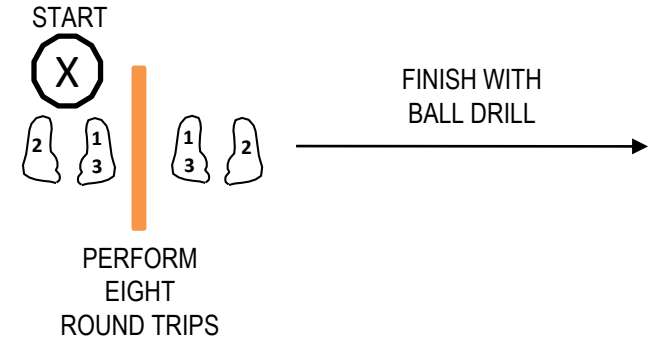 START
X
2
1
3
1
3
2
FINISH WITH
BALL DRILL
PERFORM
EIGHT
ROUND TRIPS